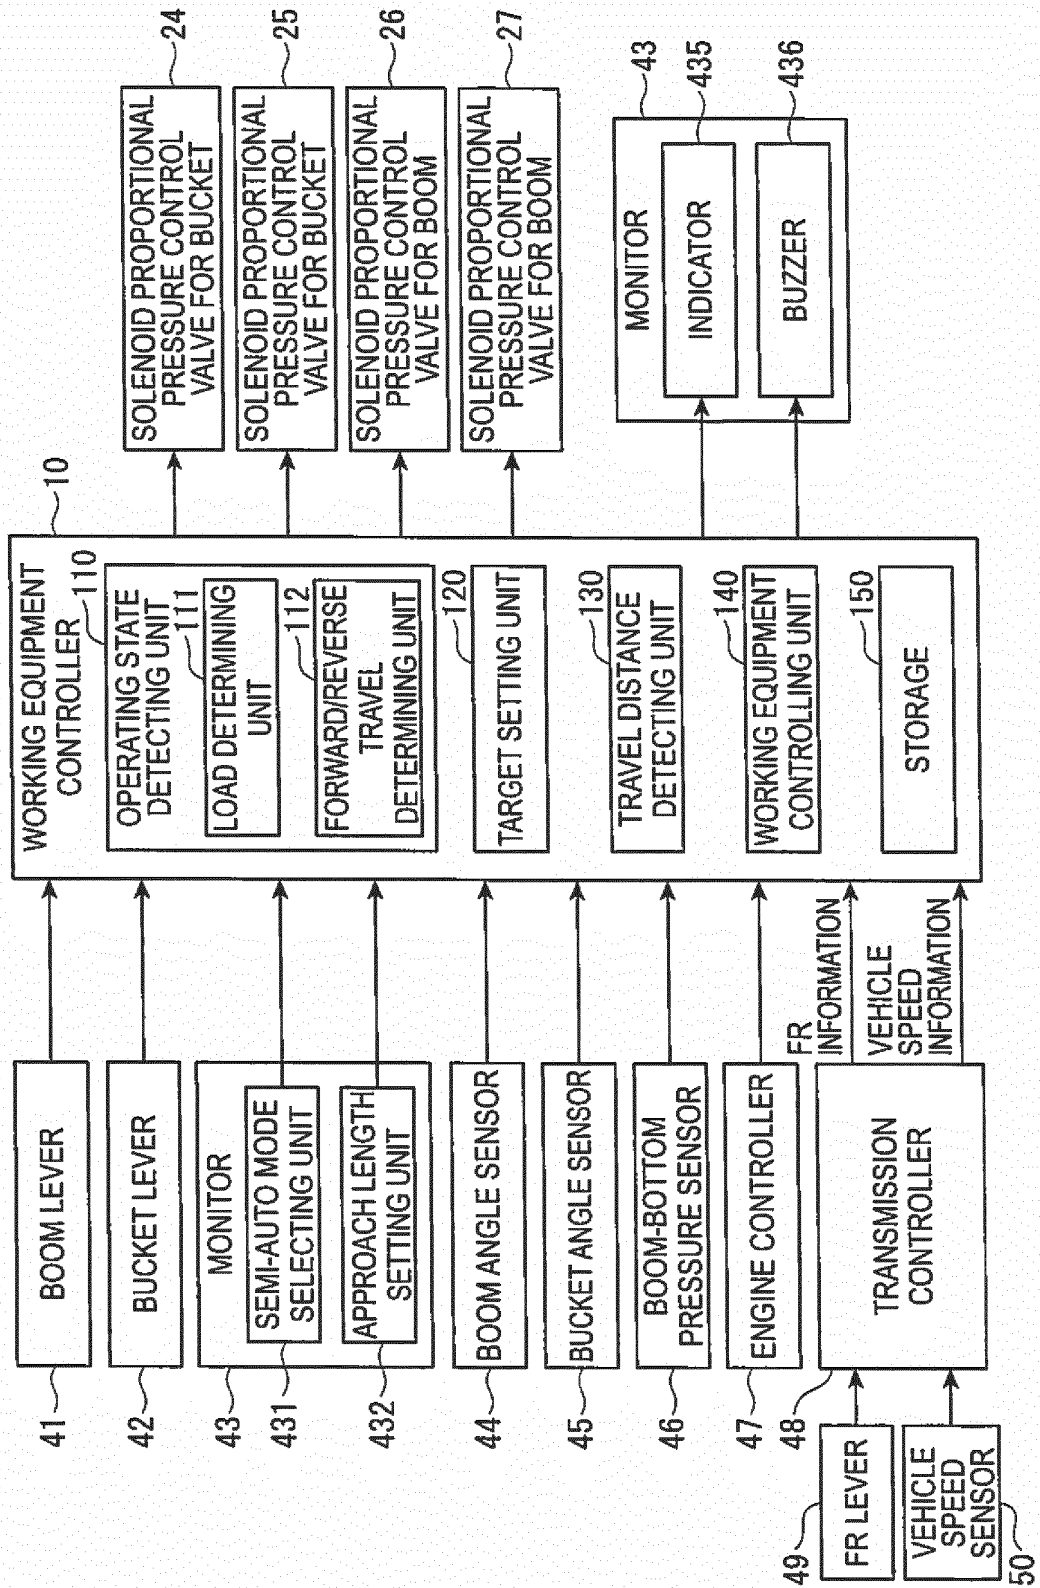 41
BOOM LEVER
42
BUCKET LEVER
43
MONITOR
431
SEMI-AUTO MODE
SELECTING UNIT
432
APPROACH LENGTH
SETTING UNIT
44
BOOM ANGLE SENSOR
45
BUCKET ANGLE SENSOR
46
BOOM-BOTTOM
PRESSURE SENSOR
47
ENGINE CONTROLLER
48
TRANSMISSION
CONTROLLER
49
FR LEVER
50
VEHICLE
SPEED
SENSOR
FR
INFORMATION
VEHICLE
SPEED
INFORMATION
10
WORKING EQUIPMENT
CONTROLLER
110
OPERATING STATE
DETECTING UNIT
111
LOAD DETERMINING
UNIT
112
FORWARD/REVERSE
TRAVEL
DETERMINING UNIT
120
TARGET SETTING UNIT
130
TRAVEL DISTANCE
DETECTING UNIT
140
WORKING EQUIPMENT
CONTROLLING UNIT
150
STORAGE
24
SOLENOID PROPORTIONAL
PRESSURE CONTROL
VALVE FOR BUCKET
25
SOLENOID PROPORTIONAL
PRESSURE CONTROL
VALVE FOR BUCKET
26
SOLENOID PROPORTIONAL
PRESSURE CONTROL
VALVE FOR BOOM
27
SOLENOID PROPORTIONAL
PRESSURE CONTROL
VALVE FOR BOOM
43
MONITOR
435
INDICATOR
436
BUZZER